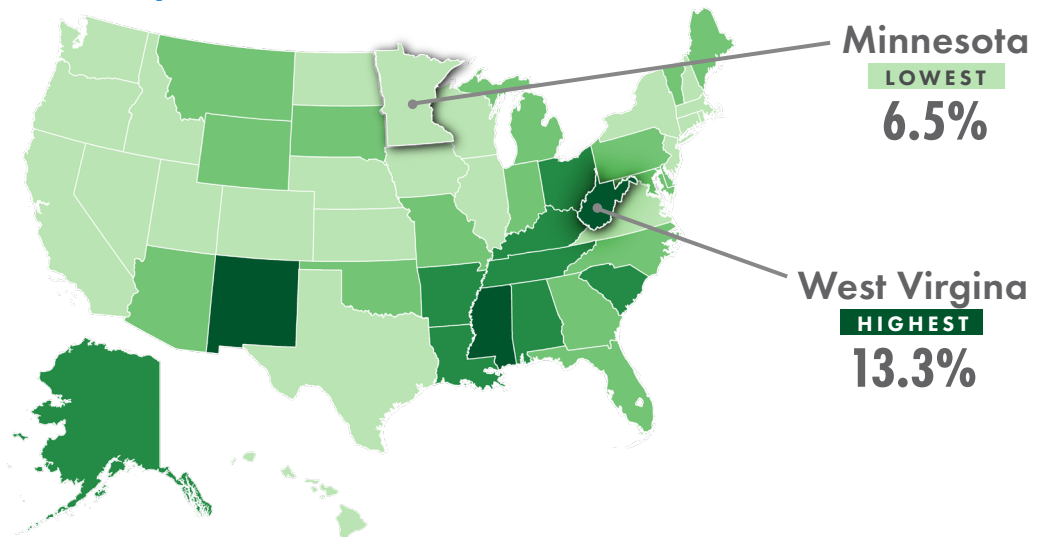 Minnesota
LOWEST
6.5%
West Virgina
HIGHEST
13.3%